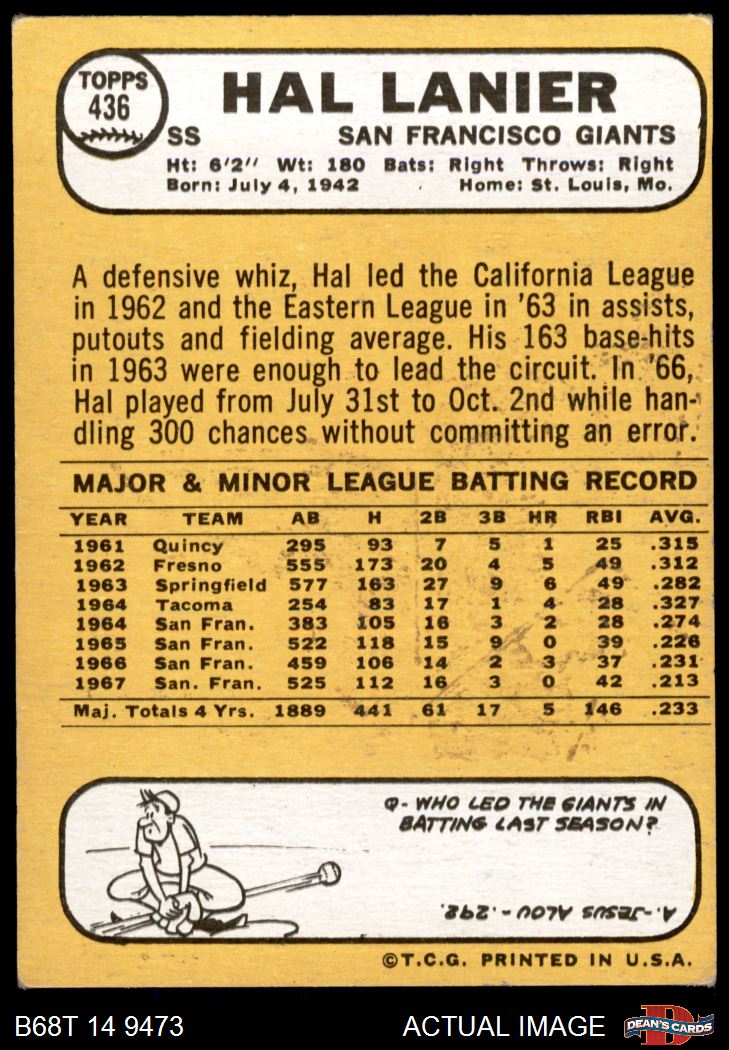 TOPPS
436
HAL LANIER
SS SAN FRANCISCO GIANTS
Ht: 6'2" Wt: 180 Bats: Right Throws: Right
Born: July 4, 1942 Home: St. Louis, Mo.
A defensive whiz, Hal led the California League
in 1962 and the Eastern League in '63 in assists,
putouts and fielding average. His 163 base-hits
in 1963 were enough to lead the circuit. In '66,
Hal played from July 31st to Oct. 2nd while han-
dling 300 chances without committing an error.
MAJOR & MINOR LEAGUE BATTING RECORD
YEAR TEAM AB H 2B 3B HR RBI AVG.
1961 Quincy 295 93 7 5 1 25 .315
1962 Fresno 555 173 20 4 5 49 .312
1963 Springfield 577 163 27 9 6 49 .282
1964 Tacoma 254 83 17 1 4 28 .327
1964 San Fran. 383 105 16 3 2 28 .274
1965 San Fran. 522 118 15 9 0 39 .226
1966 San Fran. 459 106 14 2 3 37 .231
1967 San. Fran. 525 112 16 3 0 42 .213
Maj. Totals 4 Yrs. 1889 441 61 17 5 146 .233
Q- WHO LED THE GIANTS IN
BATTING LAST SEASON?
A.-JESUS ALOU -.292.
©T.C.G. PRINTED IN U.S.A.
B68T 14 9473 ACTUAL IMAGE
D
DEAN'S CARDS